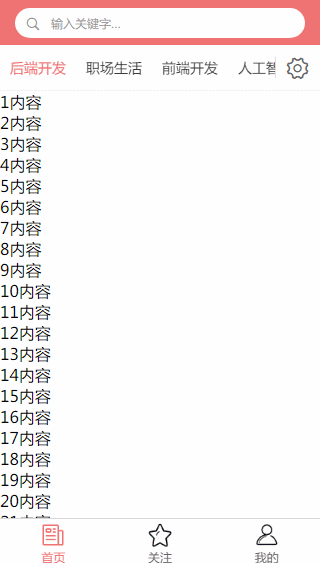 输入关键字...
后端开发 职场生活 前端开发 人工智
1内容
2内容
3内容
4内容
5内容
6内容
7内容
8内容
9内容
10内容
11内容
12内容
13内容
14内容
15内容
16内容
17内容
18内容
19内容
20内容
首页 关注 我的